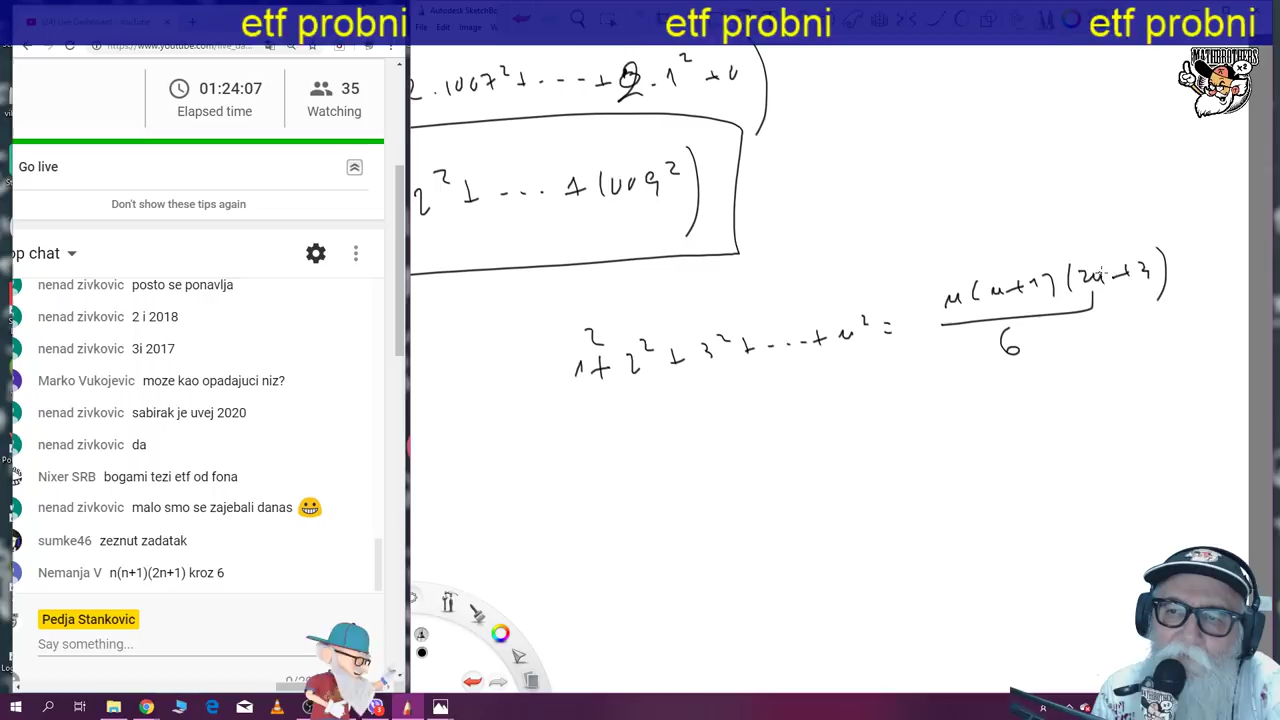 etf probni etf probni etf probni
Edit Image
01:24:07 35
Elapsed time Watching
Go live
Don't show these tips again
op chat
nenad zivkovic posto se ponavlja
nenad zivkovic 2 i 2018
nenad zivkovic 3i 2017
Marko Vukojevic moze kao opadajuci niz?
nenad zivkovic sabirak je uvej 2020
nenad zivkovic da
Nixer SRB bogami tezi etf od fona
nenad zivkovic malo smo se zajebali danas 😀
sumke46 zeznut zadatak
Nemanja V n(n+1)(2n+1) kroz 6
Pedja Stankovic
Say something...
2·1007² + ··· + 2·1² + 0)
2² + ··· + 1009²)
1² + 2² + 3² + ··· + n² = n(n+1)(2n+3) / 6
MATHBROTHERS